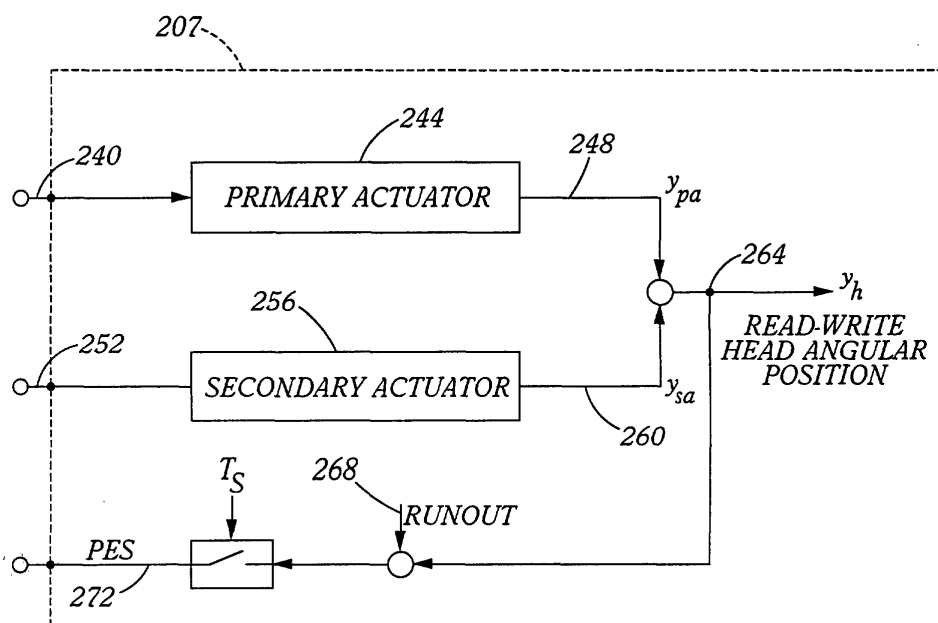 207
240
244
PRIMARY ACTUATOR
248
y_pa
264
y_h
READ-WRITE
HEAD ANGULAR
POSITION
252
256
SECONDARY ACTUATOR
y_sa
260
T_S
268
RUNOUT
PES
272